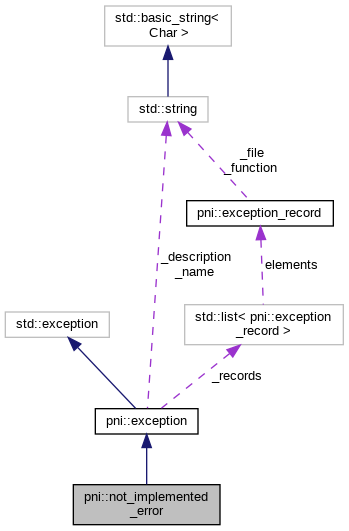 std::basic_string<
Char >
std::string
_file
_function
pni::exception_record
_description
_name
elements
std::exception
std::list< pni::exception
_record >
_records
pni::exception
pni::not_implemented
_error